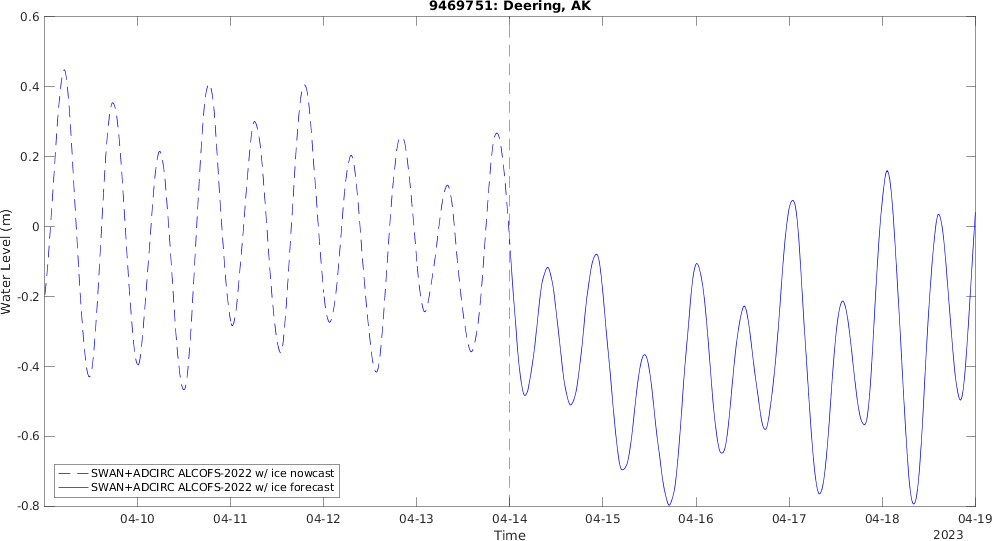 9469751: Deering, AK
0.6
0.4
0.2
0
-0.2
-0.4
-0.6
-0.8
Water Level (m)
SWAN+ADCIRC ALCOFS-2022 w/ ice nowcast
SWAN+ADCIRC ALCOFS-2022 w/ ice forecast
04-10 04-11 04-12 04-13 04-14 04-15 04-16 04-17 04-18 04-19
Time
2023